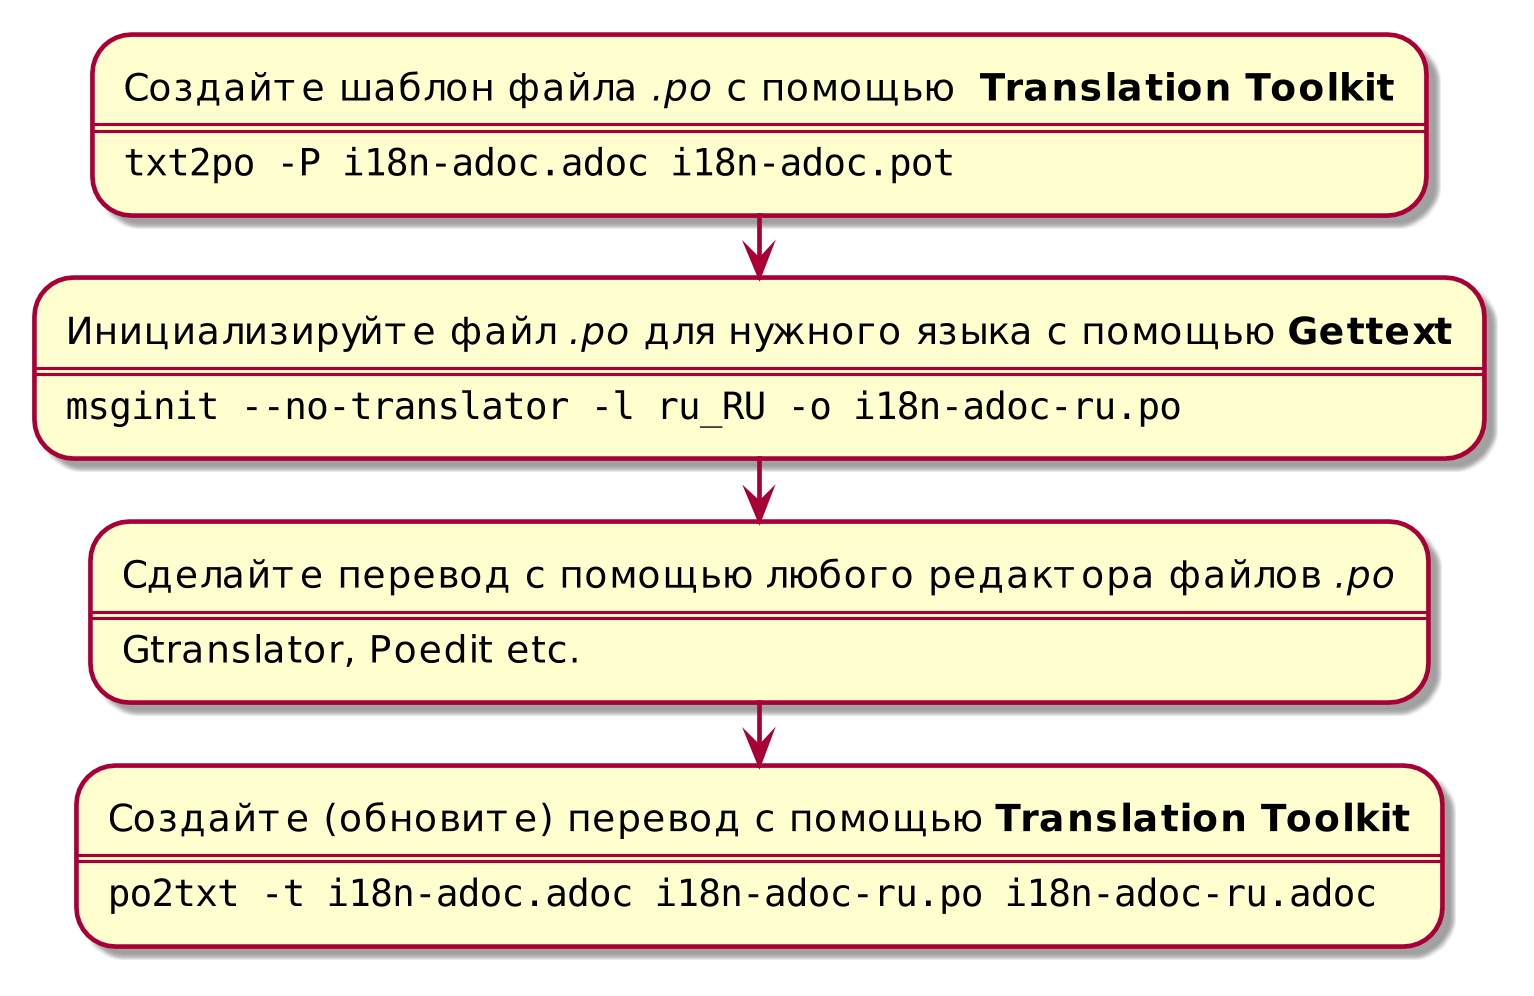 Создайте шаблон файла .po с помощью Translation Toolkit
txt2po -P i18n-adoc.adoc i18n-adoc.pot
Инициализируйте файл .po для нужного языка с помощью Gettext
msginit --no-translator -l ru_RU -o i18n-adoc-ru.po
Сделайте перевод с помощью любого редактора файлов .po
Gtranslator, Poedit etc.
Создайте (обновите) перевод с помощью Translation Toolkit
po2txt -t i18n-adoc.adoc i18n-adoc-ru.po i18n-adoc-ru.adoc